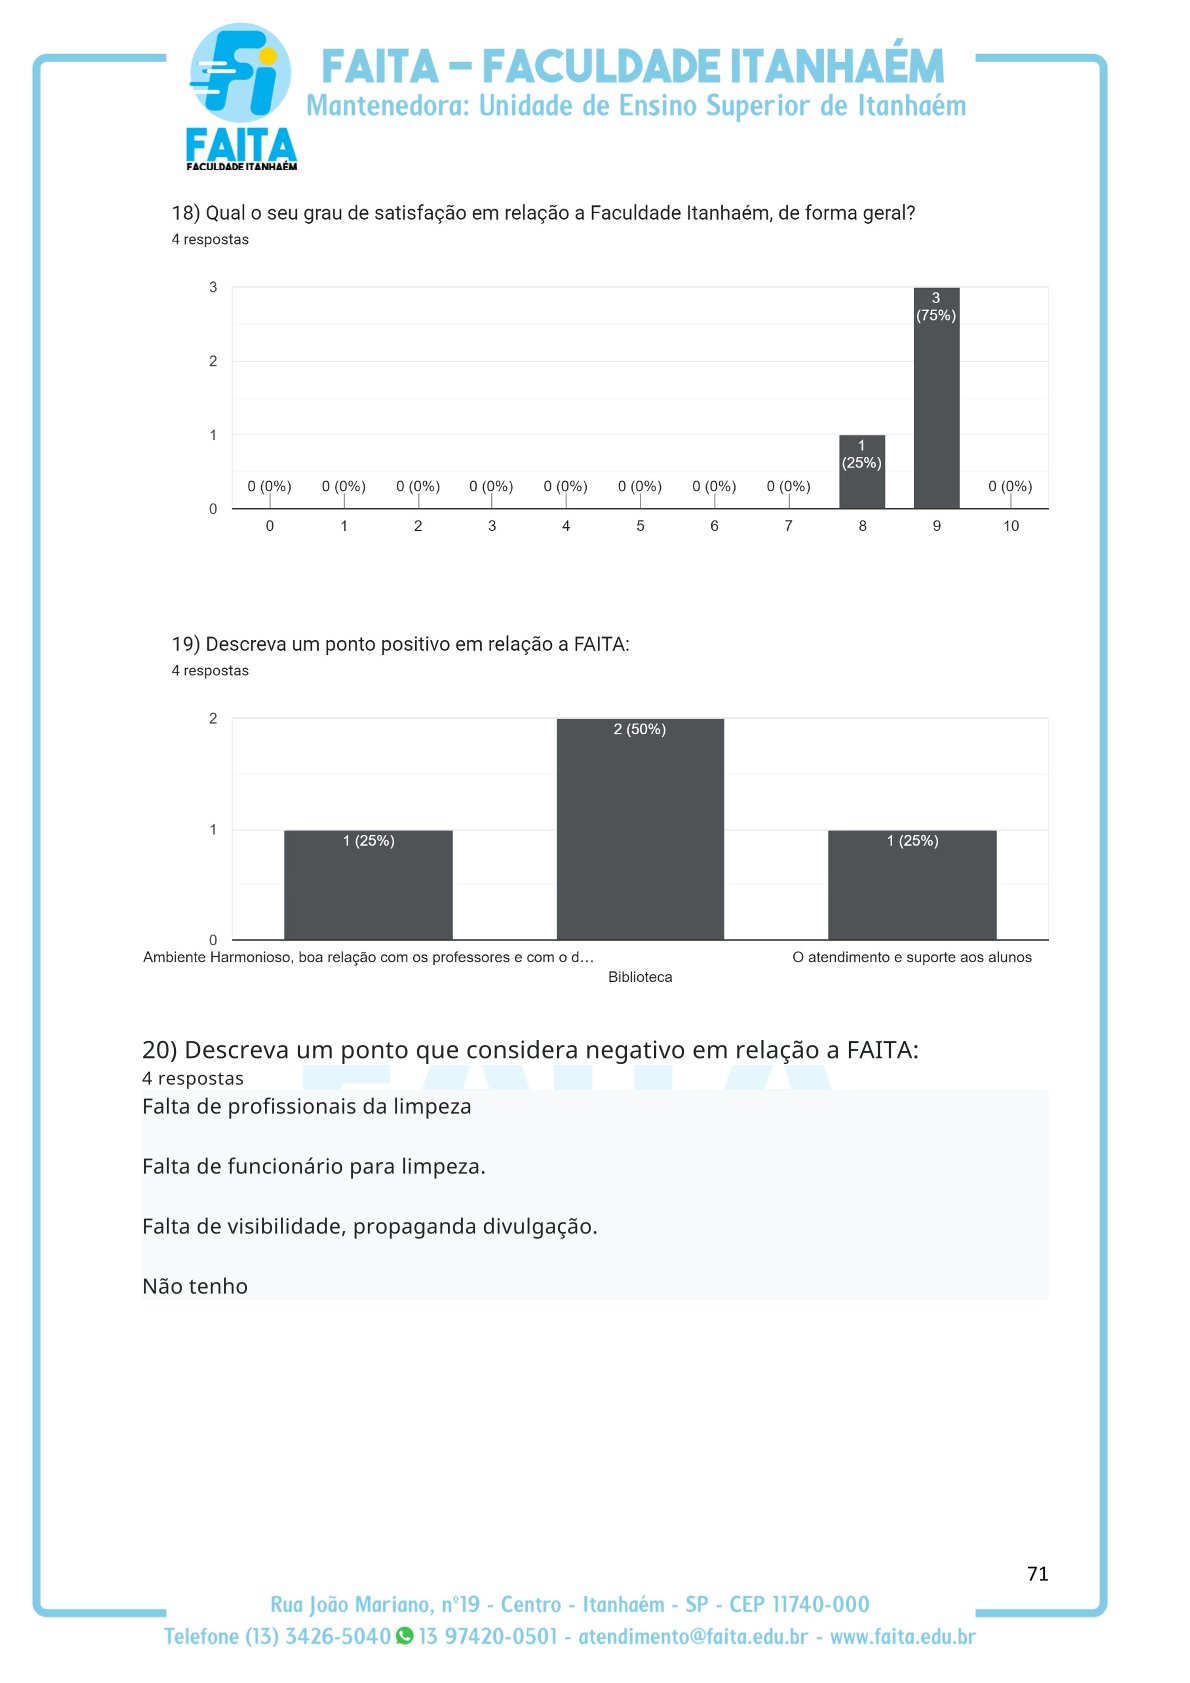 FAITA – FACULDADE ITANHAÉM
Mantenedora: Unidade de Ensino Superior de Itanhaém
Fi
FAITA
FACULDADE ITANHAÉM
18) Qual o seu grau de satisfação em relação a Faculdade Itanhaém, de forma geral?
4 respostas
3
2
1
0
0 (0%) 0 (0%) 0 (0%) 0 (0%) 0 (0%) 0 (0%) 0 (0%) 0 (0%) 1 (25%) 3 (75%) 0 (0%)
0 1 2 3 4 5 6 7 8 9 10
19) Descreva um ponto positivo em relação a FAITA:
4 respostas
2
1
0
1 (25%) 2 (50%) 1 (25%)
Ambiente Harmonioso, boa relação com os professores e com o d… O atendimento e suporte aos alunos
Biblioteca
20) Descreva um ponto que considera negativo em relação a FAITA:
4 respostas
Falta de profissionais da limpeza
Falta de funcionário para limpeza.
Falta de visibilidade, propaganda divulgação.
Não tenho
71
Rua João Mariano, nº19 - Centro - Itanhaém - SP - CEP 11740-000
Telefone (13) 3426-5040 13 97420-0501 - atendimento@faita.edu.br - www.faita.edu.br